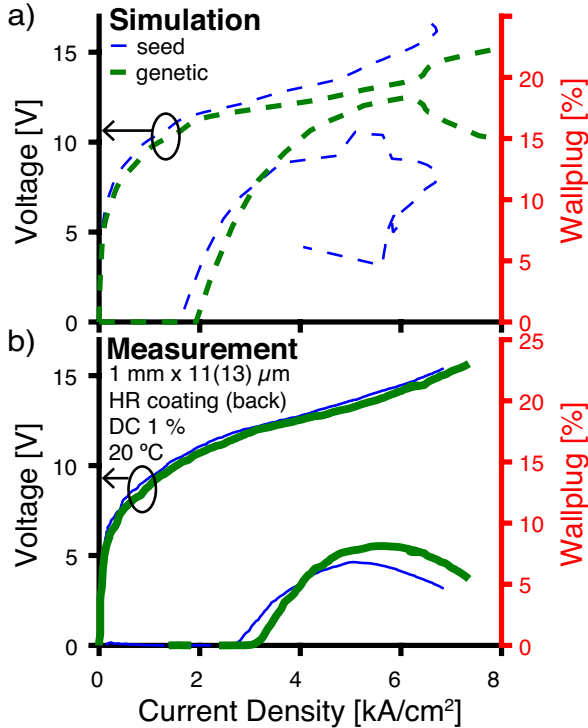 a)
Simulation
seed
genetic
Voltage [V]
15
10
5
0
Wallplug [%]
20
15
10
5
0
b)
Measurement
1 mm x 11(13) µm
HR coating (back)
DC 1 %
20 ºC
Voltage [V]
15
10
5
0
Wallplug [%]
25
20
15
10
5
0
0 2 4 6 8
Current Density [kA/cm²]